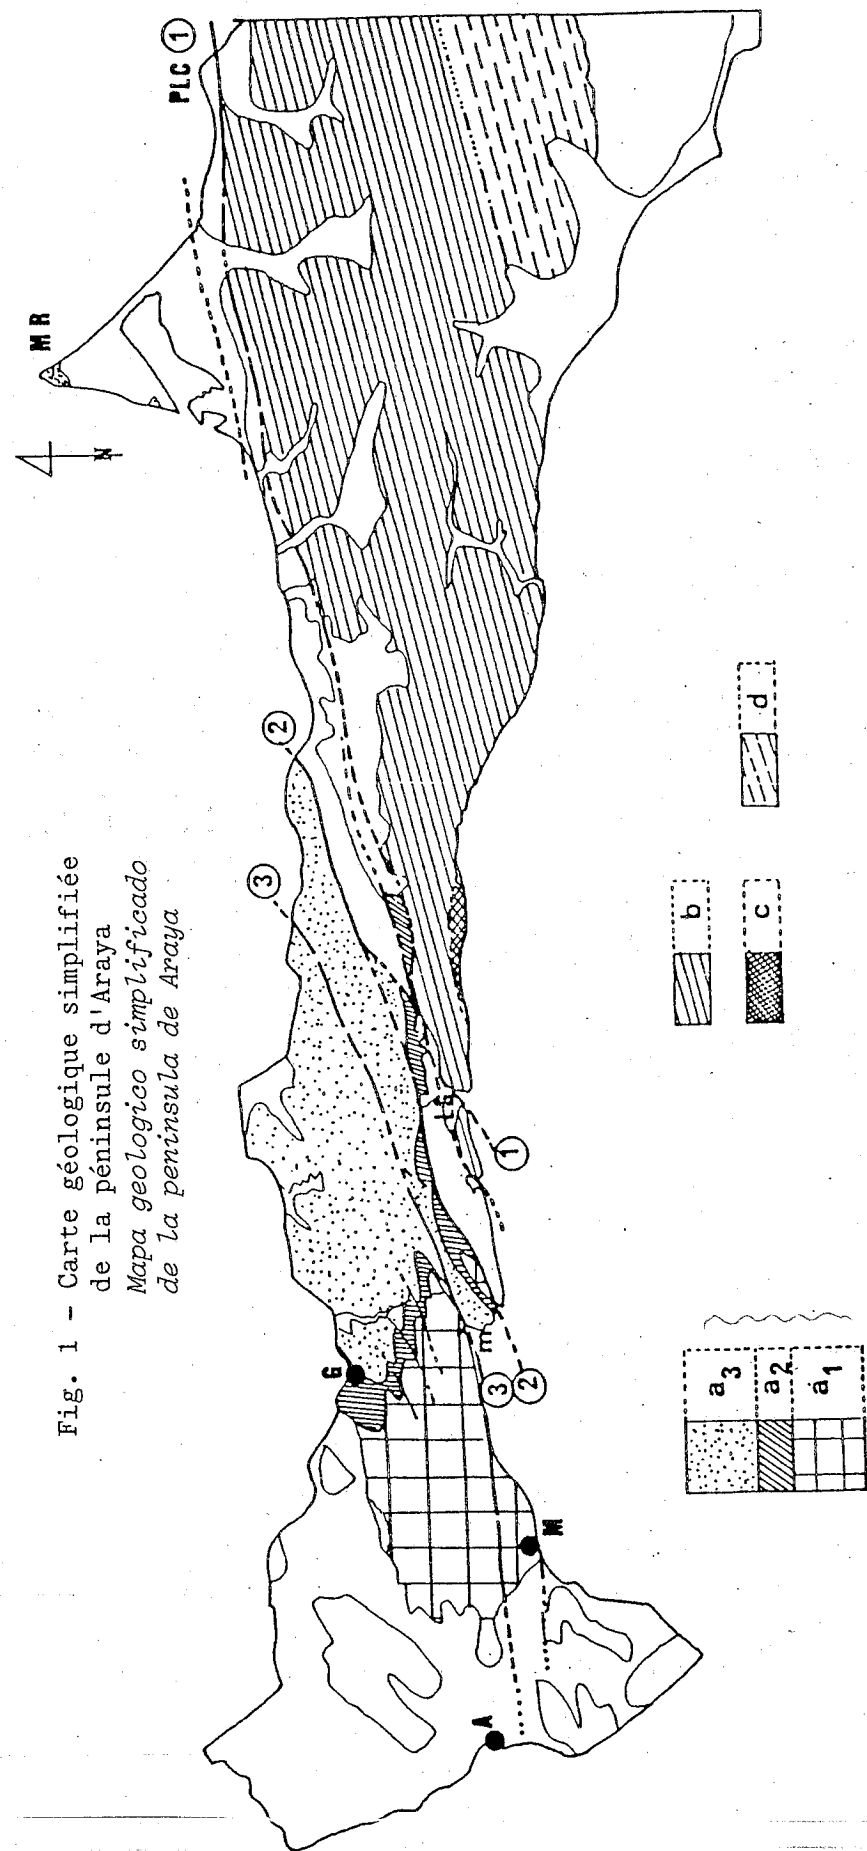 Fig. 1 - Carte géologique simplifiée
de la péninsule d'Araya
Mapa geologico simplificado
de la peninsula de Araya
PLC 1
MR
N
2
3
G
LG
1
m
3
2
M
A
a3
a2
a1
b
c
d